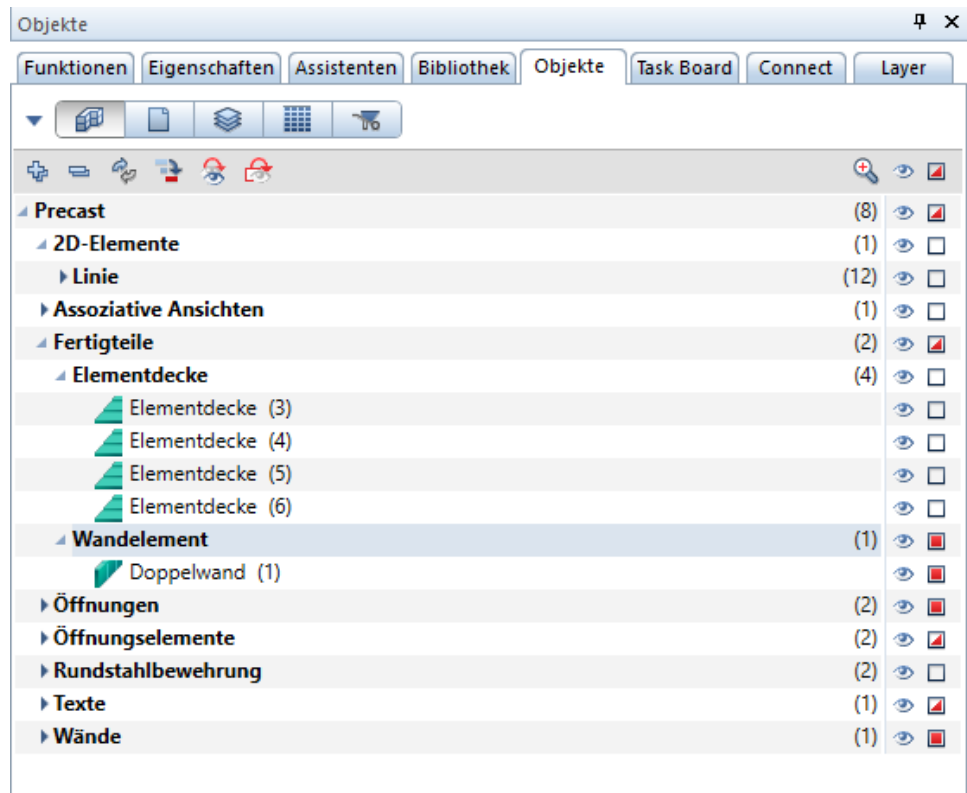 Objekte
Funktionen Eigenschaften Assistenten Bibliothek Objekte Task Board Connect Layer
Precast (8)
2D-Elemente (1)
Linie (12)
Assoziative Ansichten (1)
Fertigteile (2)
Elementdecke (4)
Elementdecke (3)
Elementdecke (4)
Elementdecke (5)
Elementdecke (6)
Wandelement (1)
Doppelwand (1)
Öffnungen (2)
Öffnungselemente (2)
Rundstahlbewehrung (2)
Texte (1)
Wände (1)